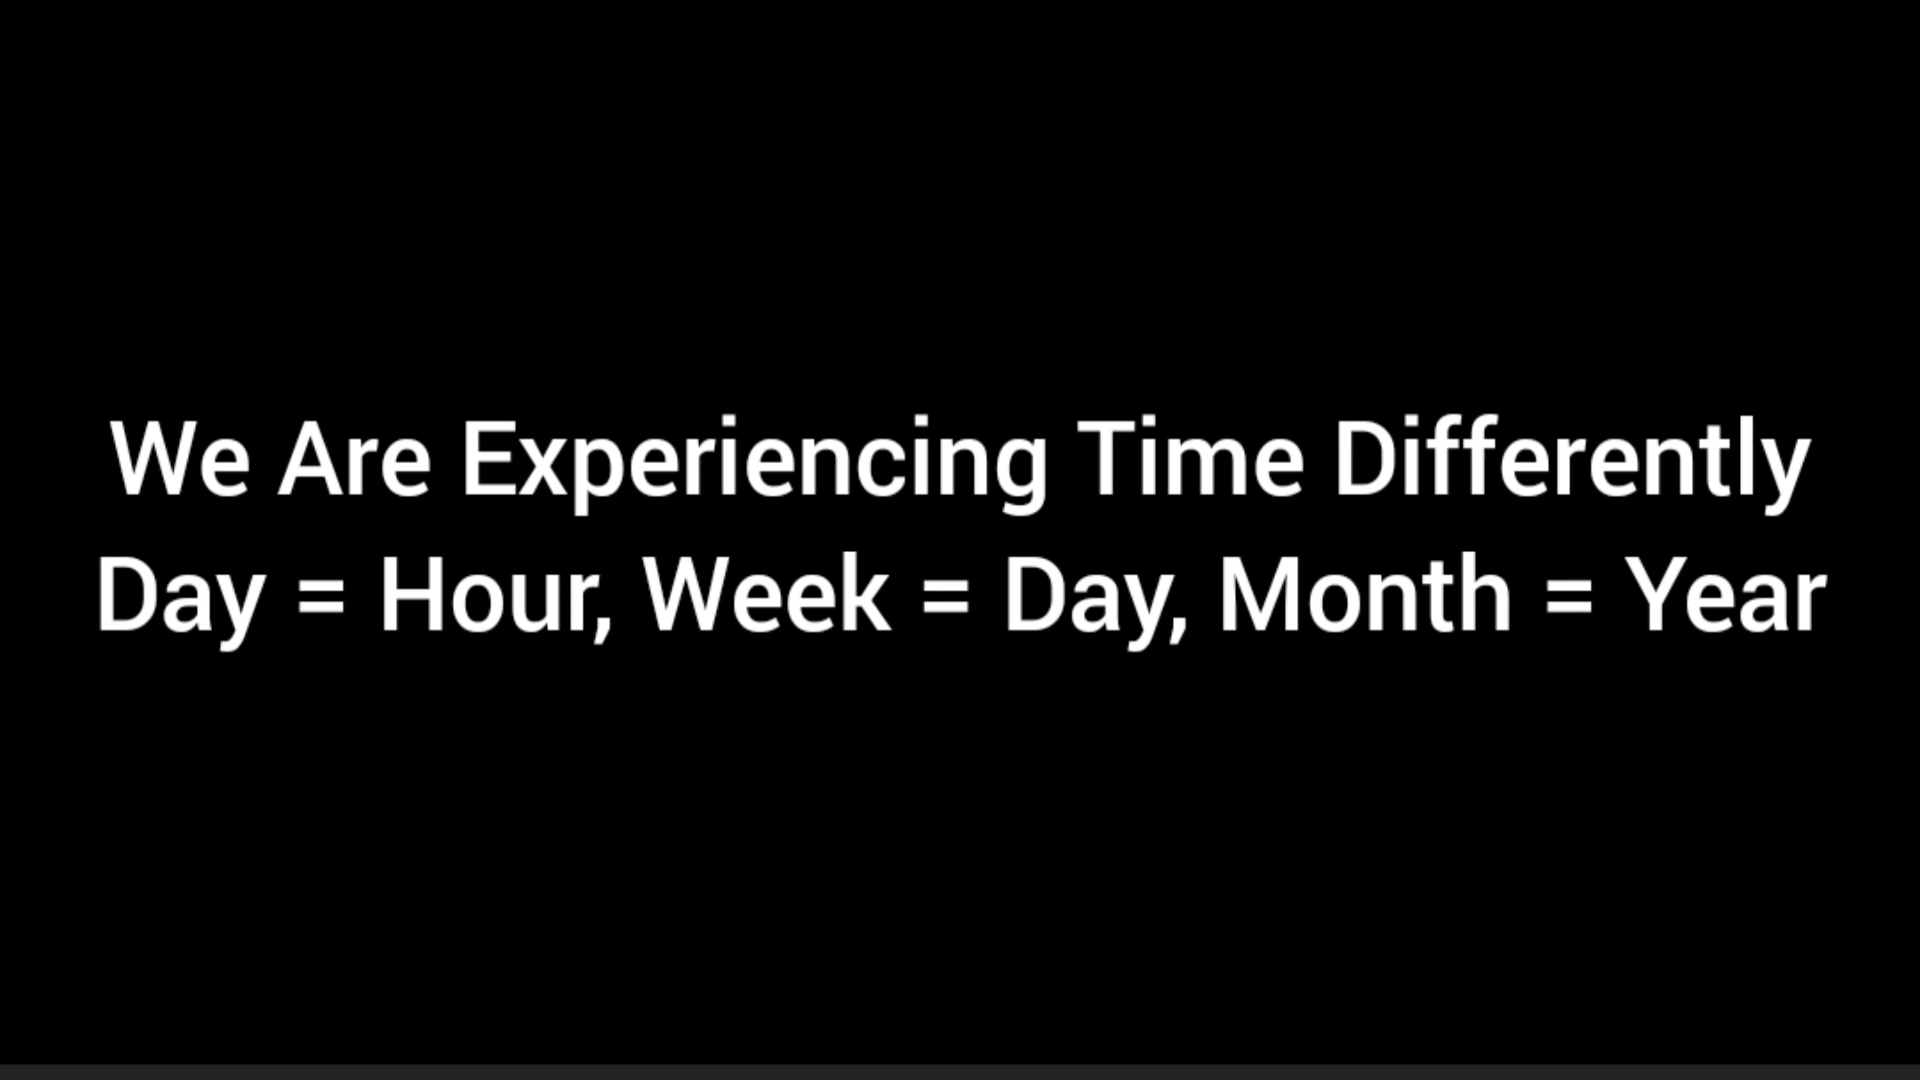 We Are Experiencing Time Differently
Day = Hour, Week = Day, Month = Year